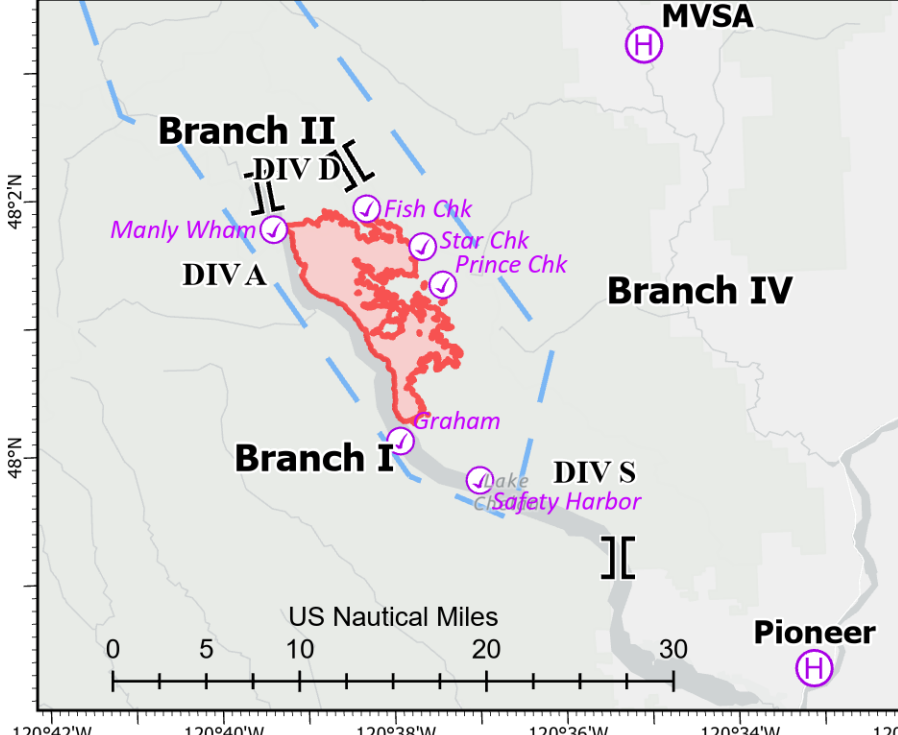 MVSA
H
Branch II
DIV D
48°2'N
Fish Chk
Manly Wham
Star Chk
Prince Chk
DIV A
Branch IV
Graham
48°N
Branch I
DIV S
Lake
Safety Harbor
US Nautical Miles
0 5 10 20 30
Pioneer
H
120°42'W 120°40'W 120°38'W 120°36'W 120°34'W